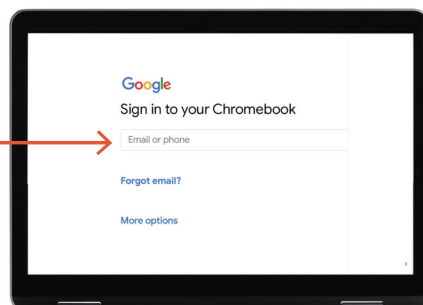 Google
Sign in to your Chromebook
Email or phone
Forgot email?
More options